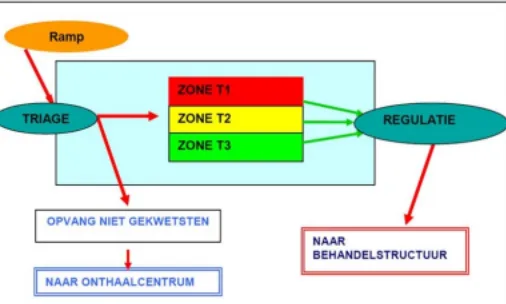 Ramp
TRIAGE
ZONE T1
ZONE T2
ZONE T3
REGULATIE
OPVANG NIET GEKWETSTEN
NAAR ONTHAALCENTRUM
NAAR
BEHANDELSTRUCTUUR